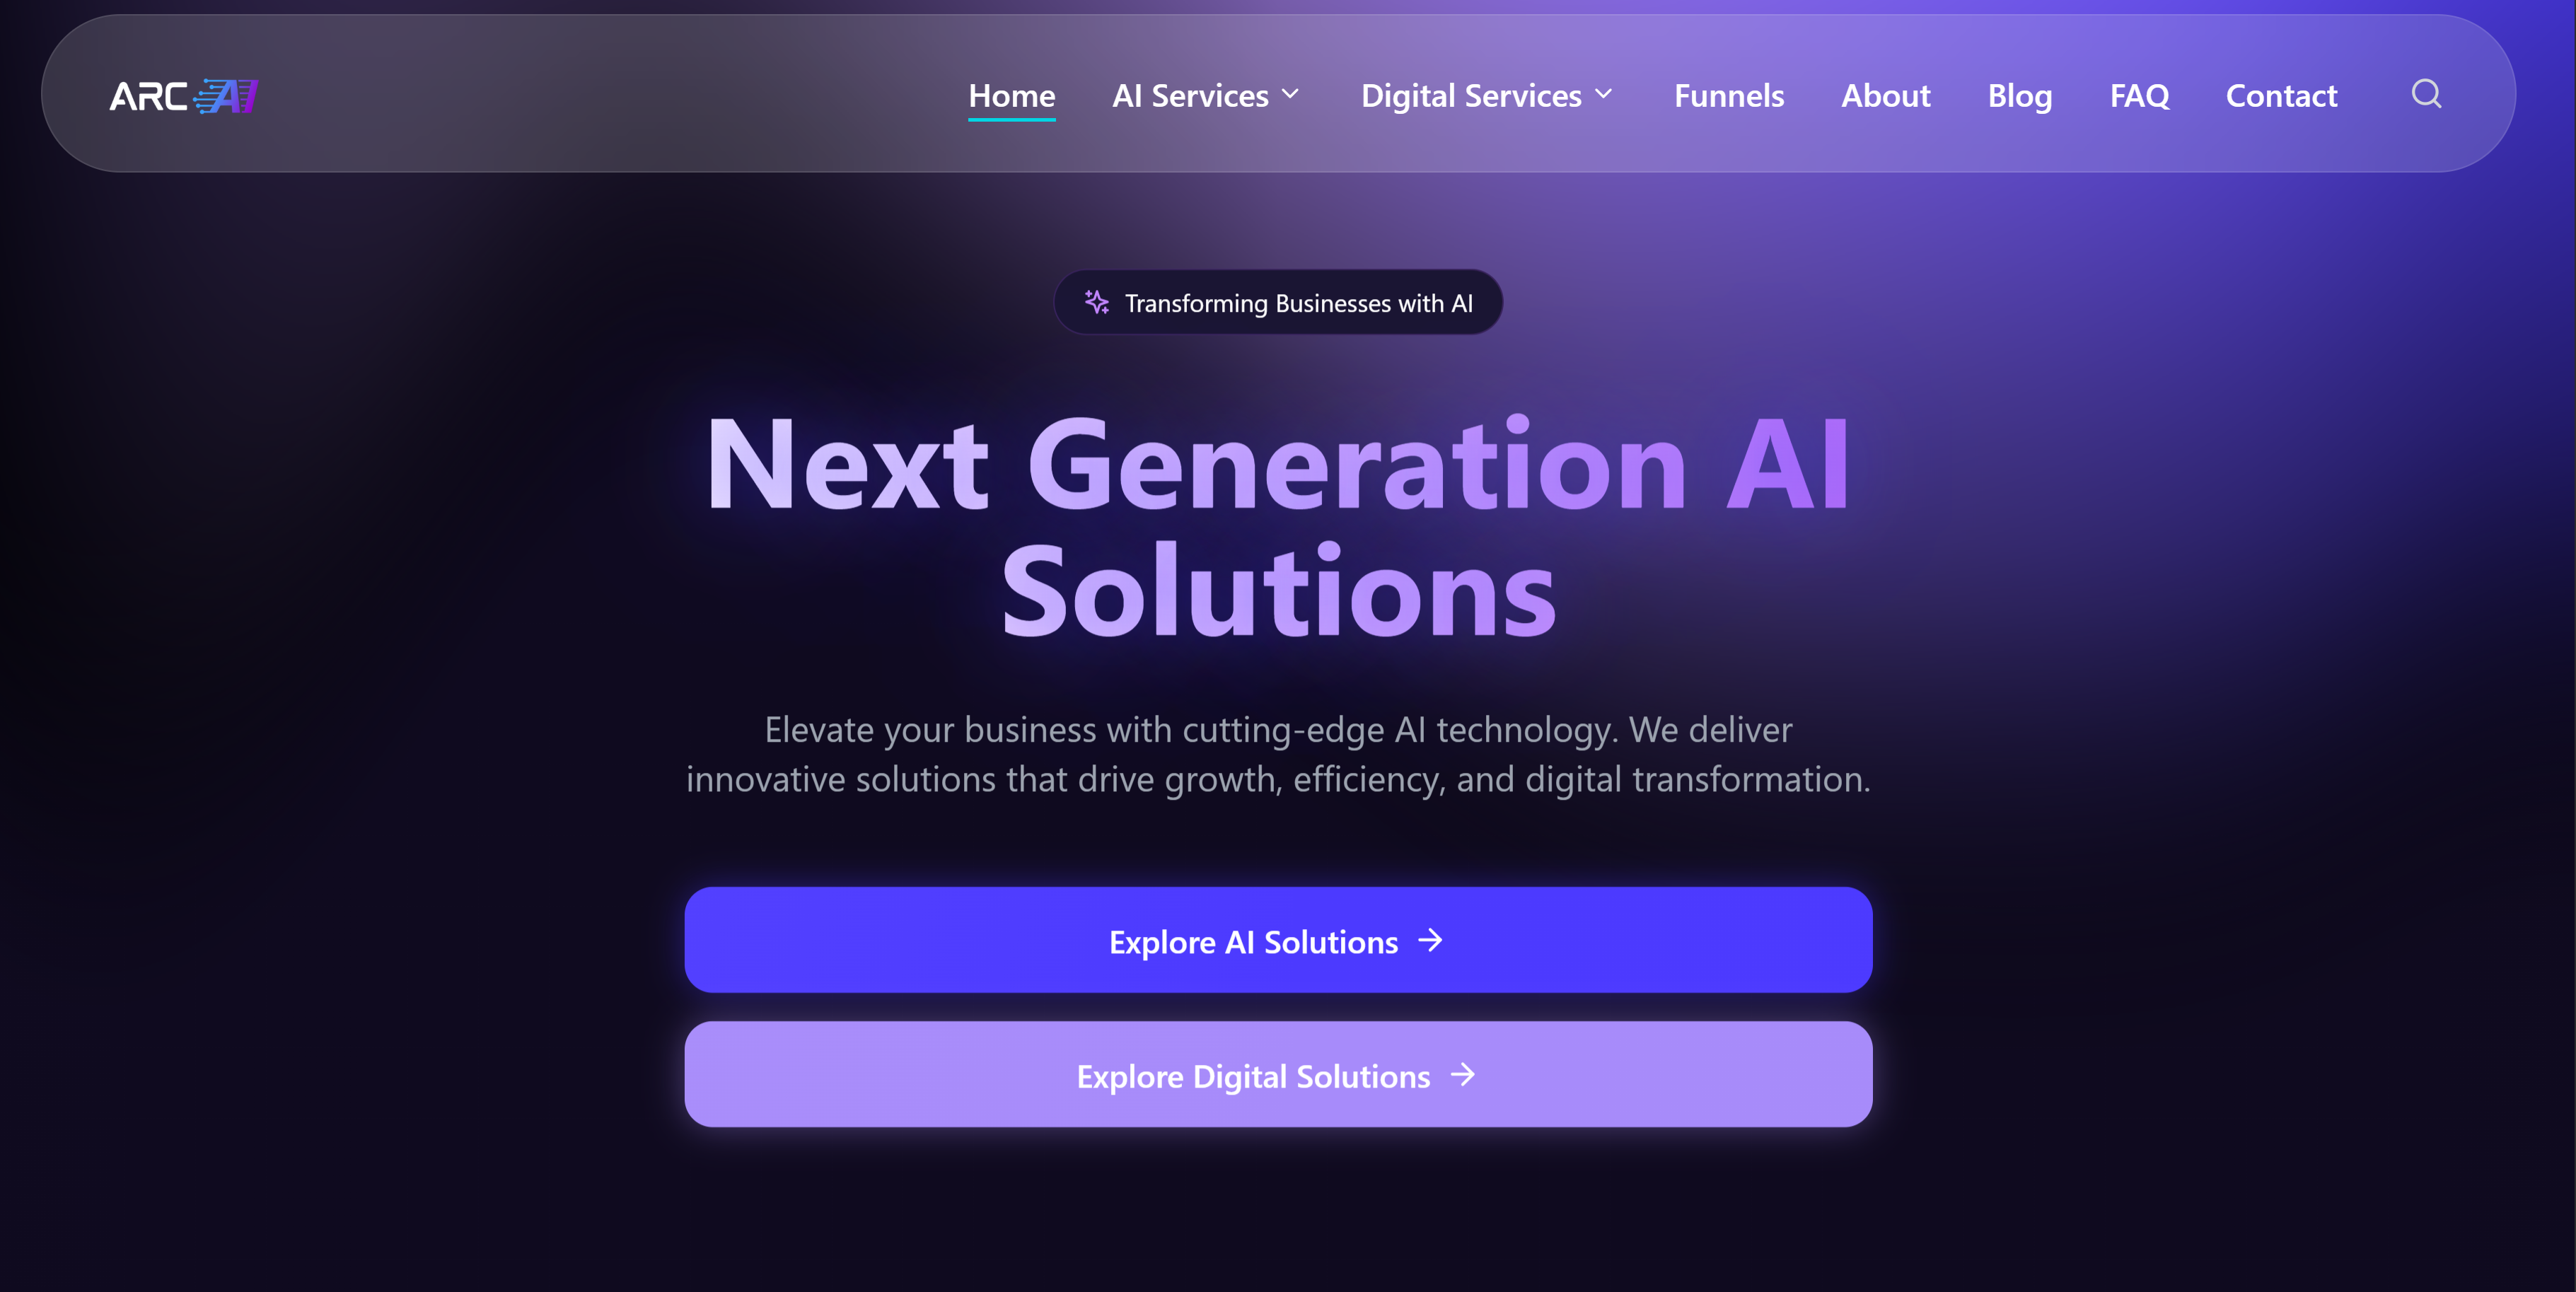 ARC AI
Home AI Services Digital Services Funnels About Blog FAQ Contact
Transforming Businesses with AI
Next Generation AI
Solutions
Elevate your business with cutting-edge AI technology. We deliver
innovative solutions that drive growth, efficiency, and digital transformation.
Explore AI Solutions
Explore Digital Solutions